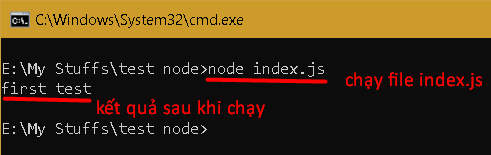 C:\Windows\System32\cmd.exe
E:\My Stuffs\test node>node index.js
chạy file index.js
first test
kết quả sau khi chạy
E:\My Stuffs\test node>